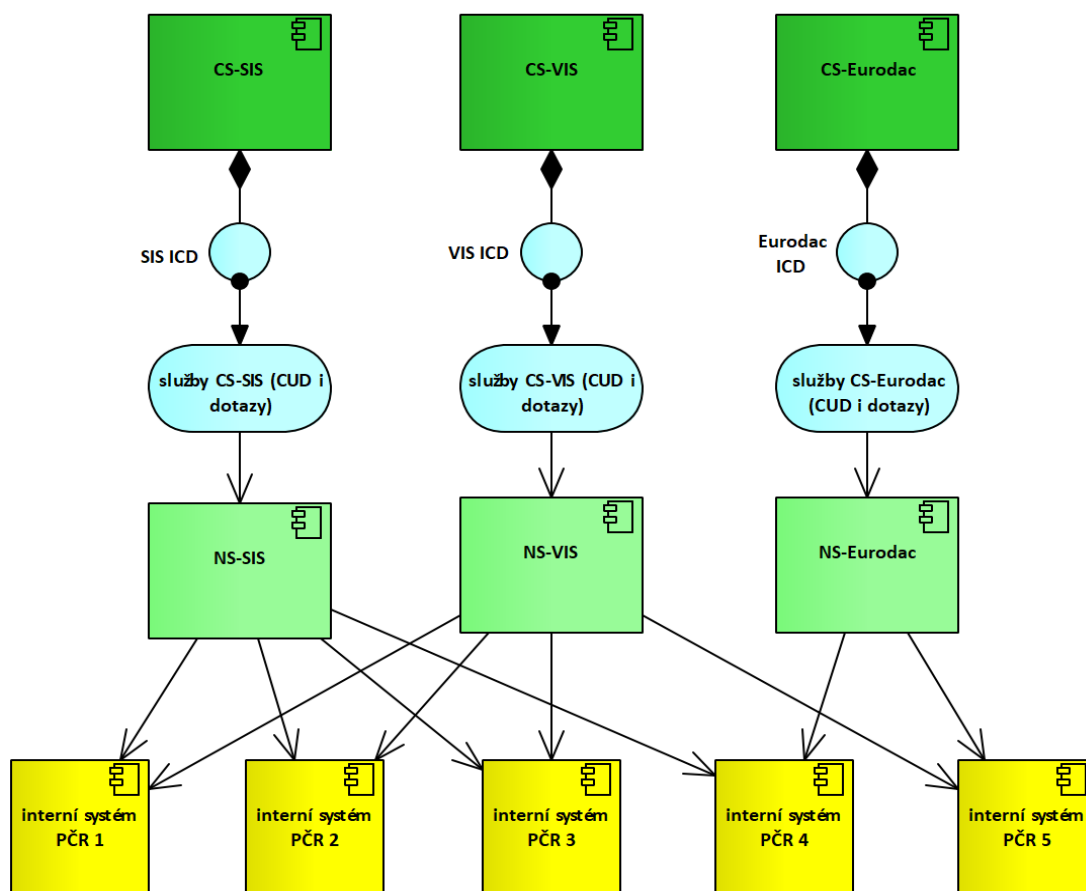 CS-SIS
CS-VIS
CS-Eurodac
SIS ICD
VIS ICD
Eurodac
ICD
služby CS-SIS (CUD i
dotazy)
služby CS-VIS (CUD i
dotazy)
služby CS-Eurodac
(CUD i dotazy)
NS-SIS
NS-VIS
NS-Eurodac
interní systém
PČR 1
interní systém
PČR 2
interní systém
PČR 3
interní systém
PČR 4
interní systém
PČR 5